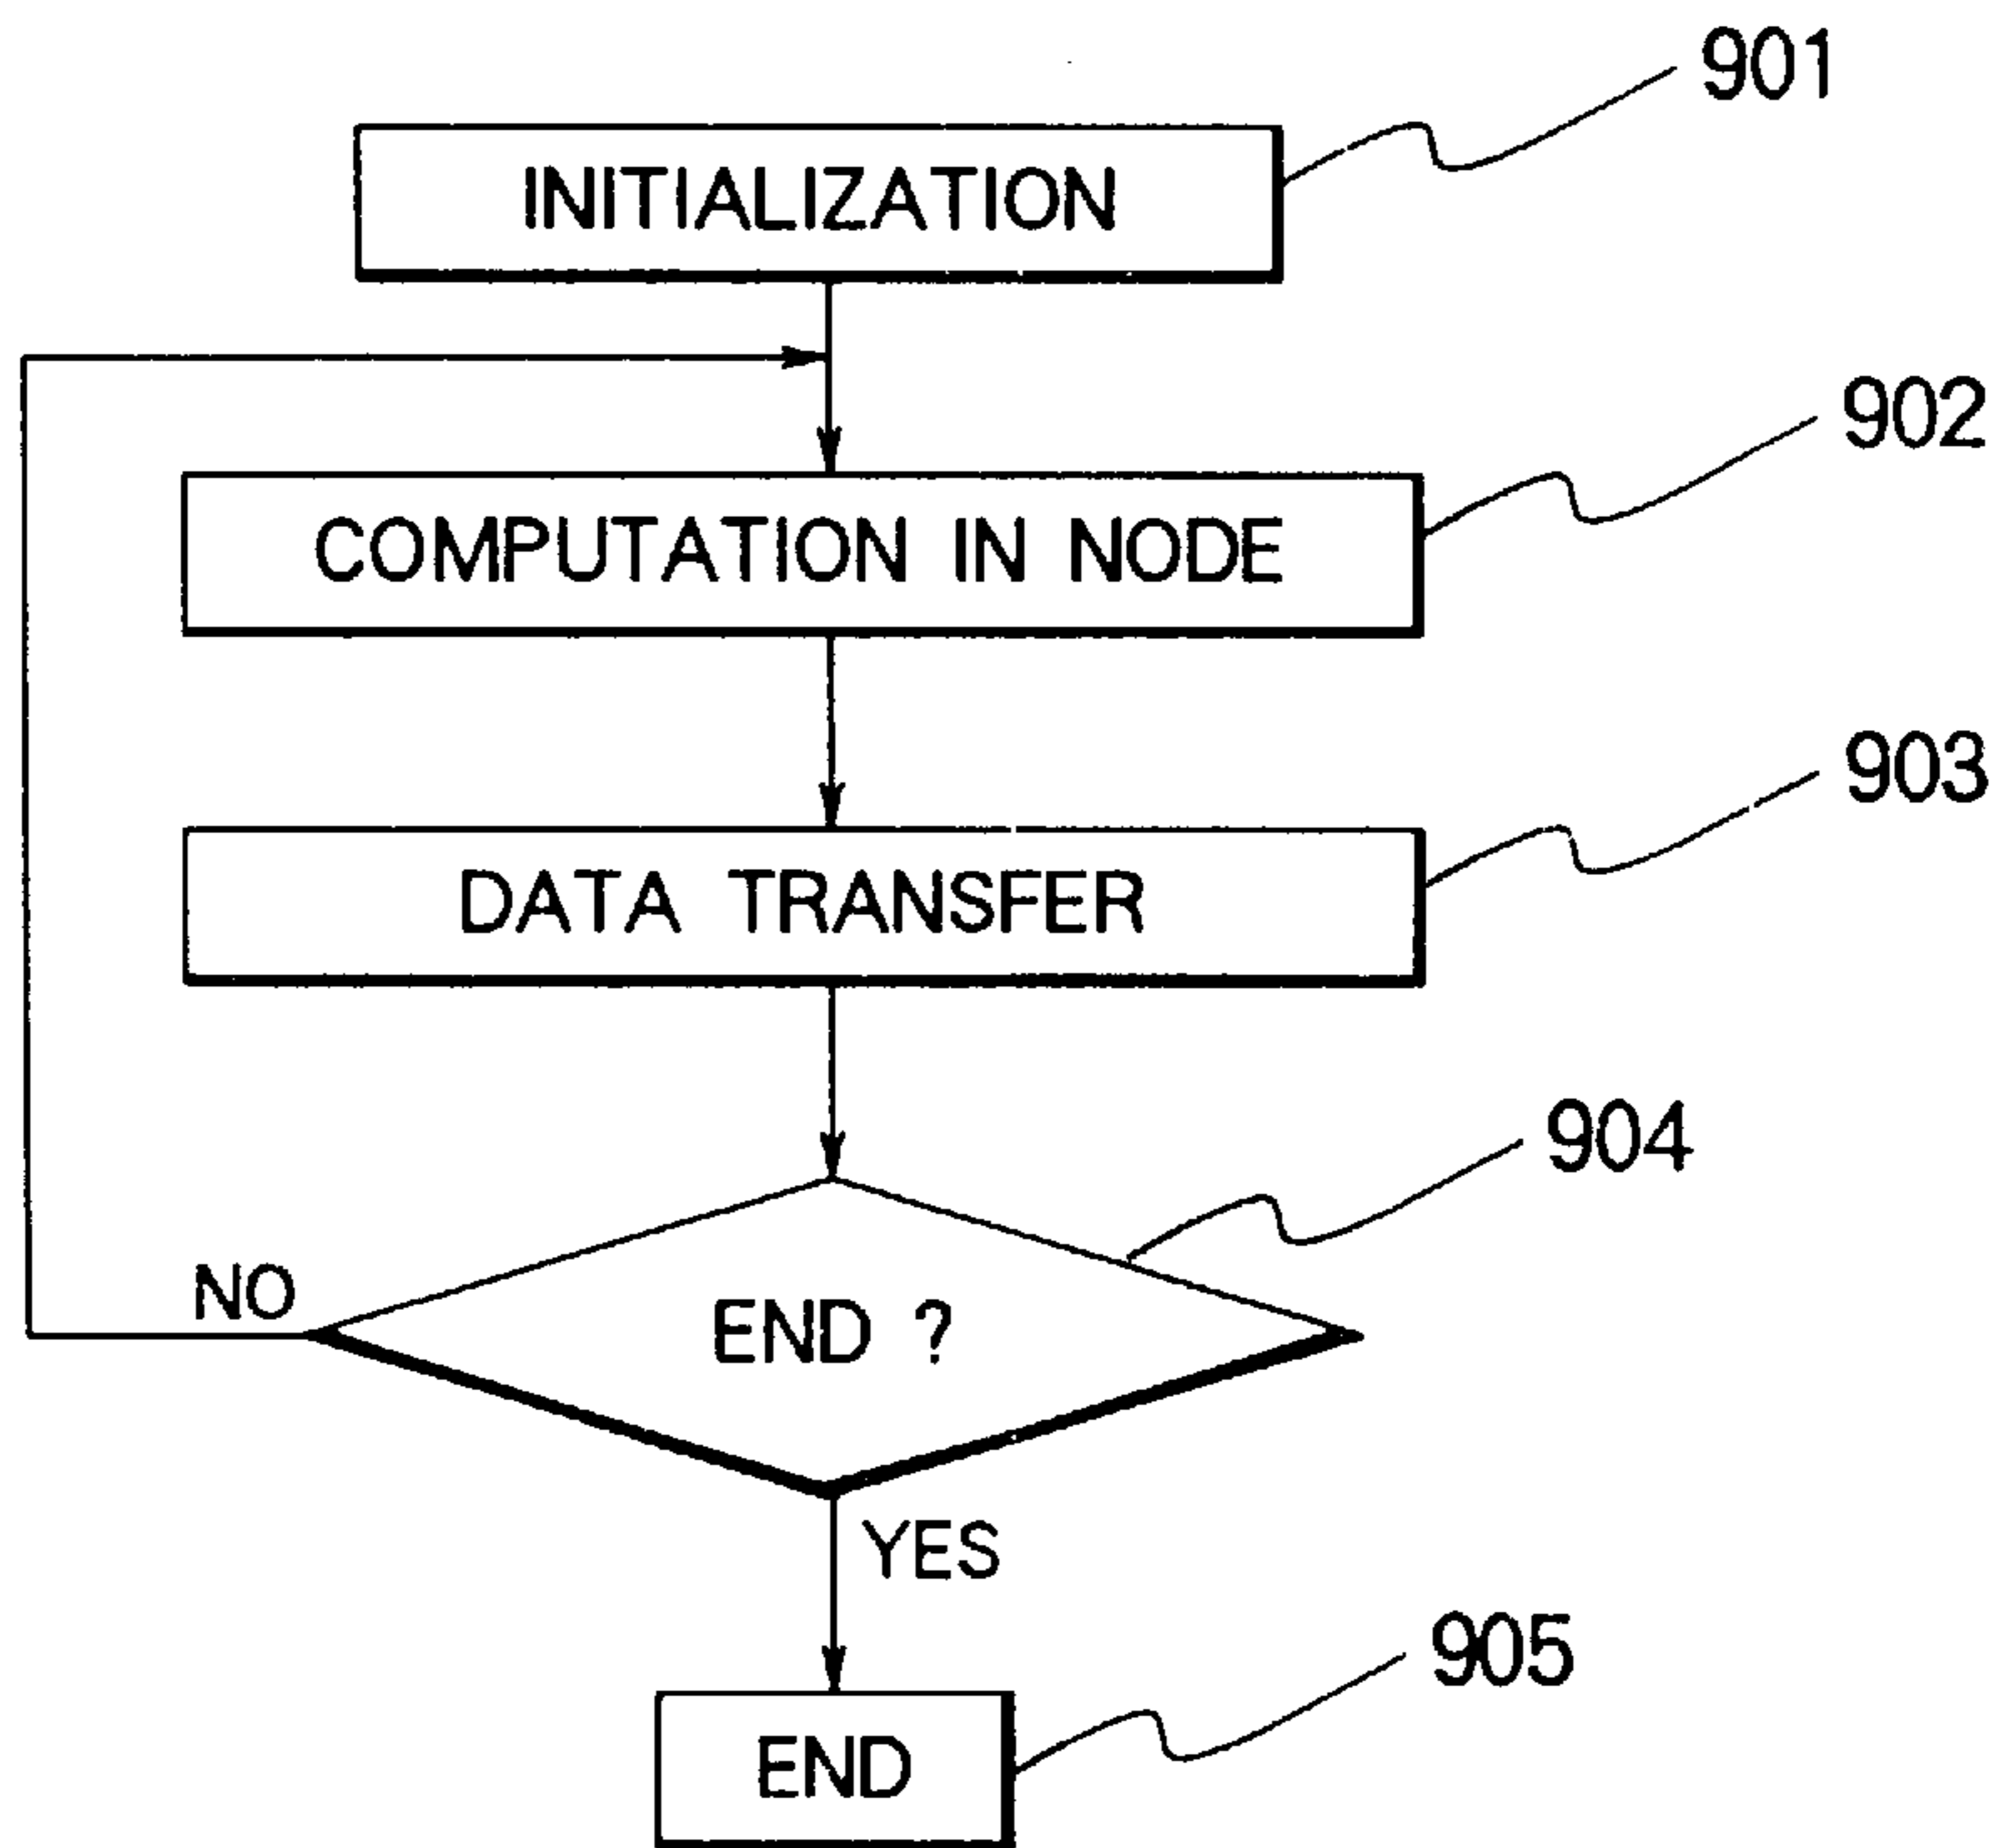 901
INITIALIZATION
902
COMPUTATION IN NODE
903
DATA TRANSFER
904
NO
END ?
YES
905
END